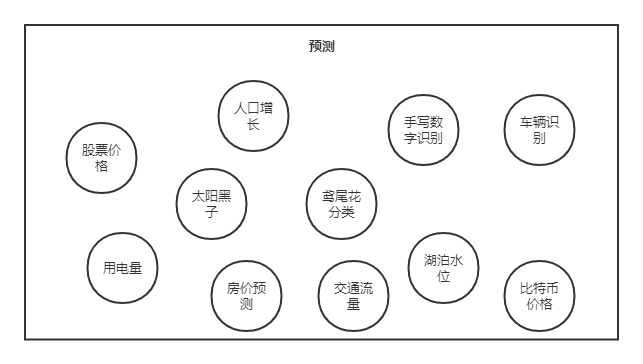 预测
人口增
长
手写数
字识别
车辆识
别
股票价
格
太阳黑
子
鸢尾花
分类
用电量
湖泊水
位
房价预
测
交通流
量
比特币
价格